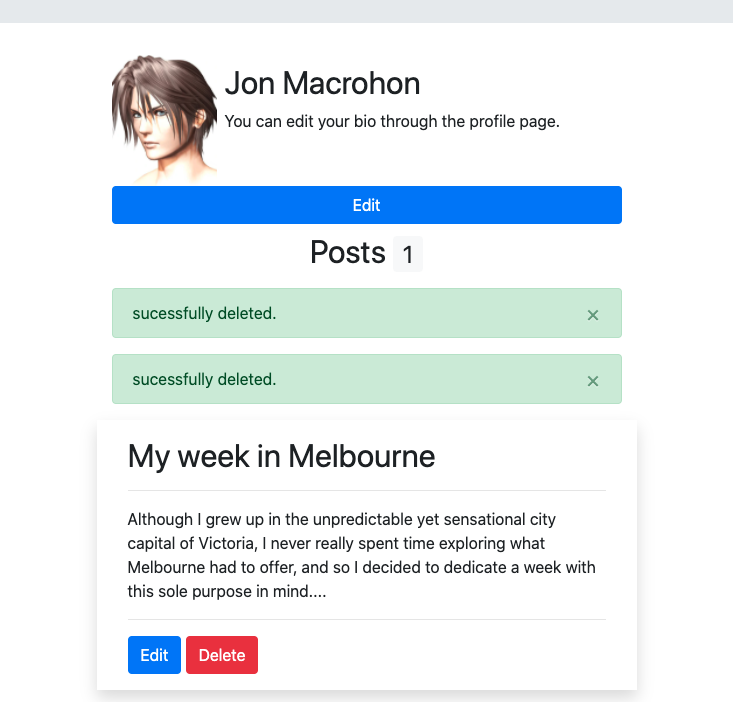 Jon Macrohon
You can edit your bio through the profile page.
Edit
Posts 1
sucessfully deleted. ×
sucessfully deleted. ×
My week in Melbourne
Although I grew up in the unpredictable yet sensational city
capital of Victoria, I never really spent time exploring what
Melbourne had to offer, and so I decided to dedicate a week with
this sole purpose in mind....
Edit Delete